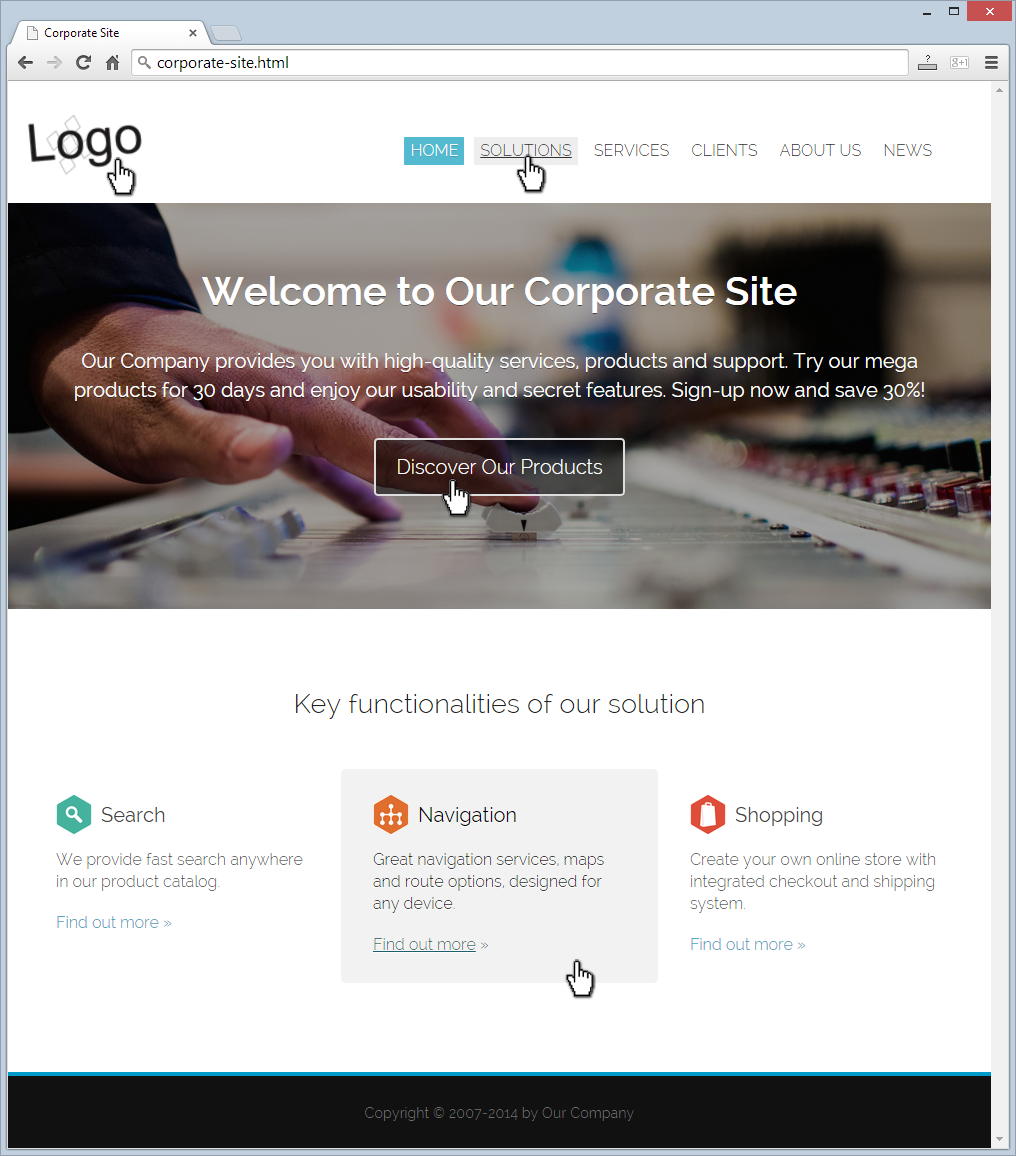 Corporate Site
corporate-site.html
Logo
HOME SOLUTIONS SERVICES CLIENTS ABOUT US NEWS
Welcome to Our Corporate Site
Our Company provides you with high-quality services, products and support. Try our mega
products for 30 days and enjoy our usability and secret features. Sign-up now and save 30%!
Discover Our Products
Key functionalities of our solution
Search
We provide fast search anywhere
in our product catalog.
Find out more »
Navigation
Great navigation services, maps
and route options, designed for
any device.
Find out more »
Shopping
Create your own online store with
integrated checkout and shipping
system.
Find out more »
Copyright © 2007-2014 by Our Company